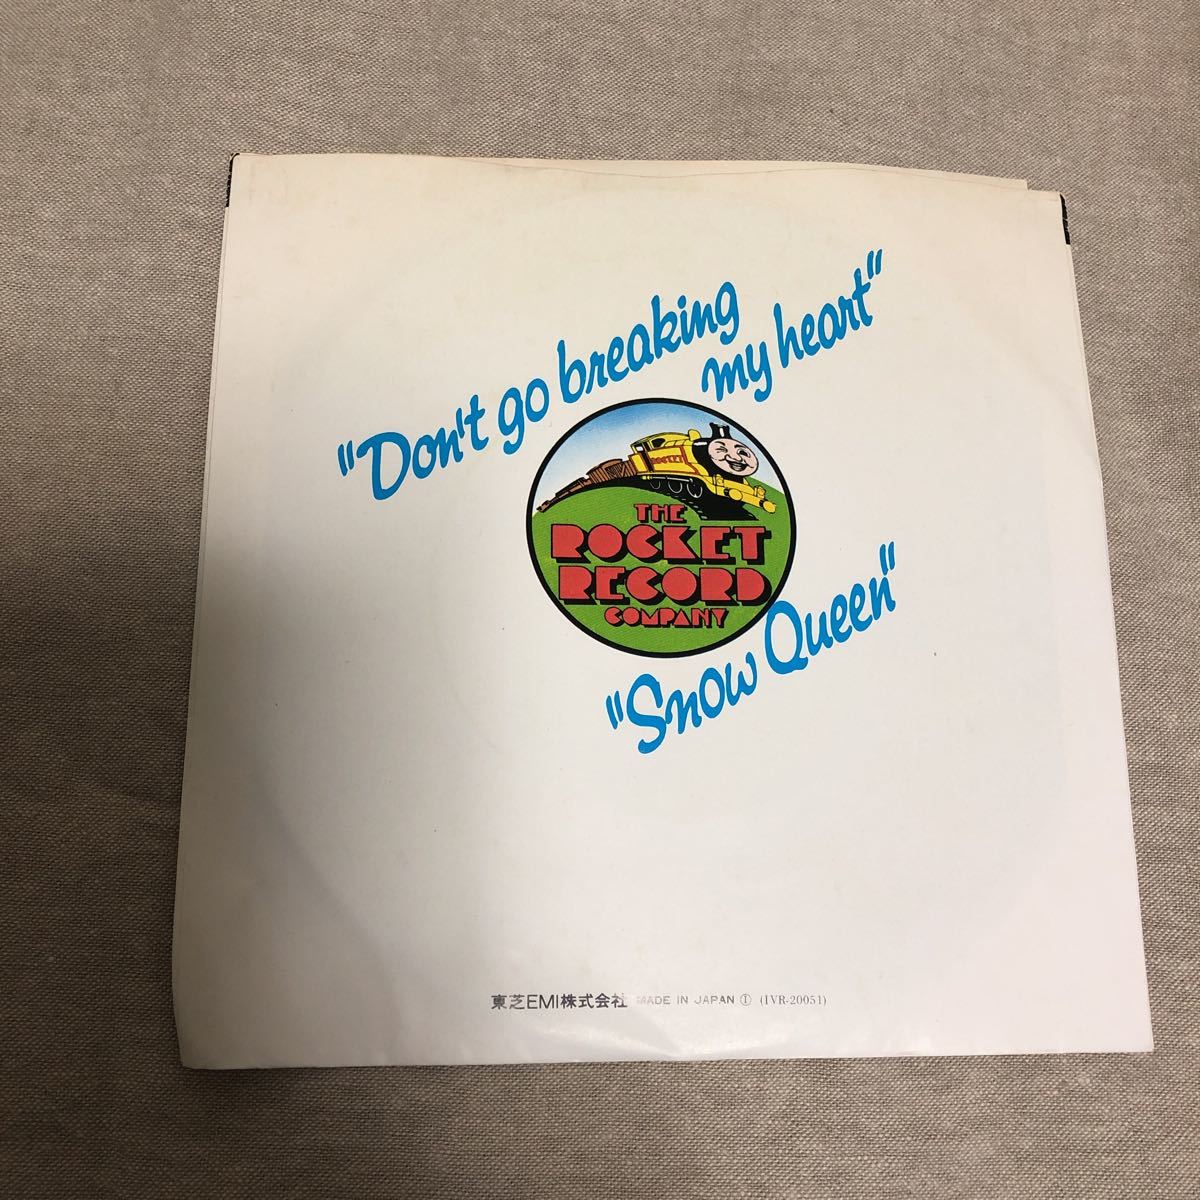 "Don't go breaking
my heart"
ROCKET
THE
ROCKET
RECORD
COMPANY
"Snow Queen"
東芝EMI株式会社 MADE IN JAPAN Ⓘ (IVR-20051)